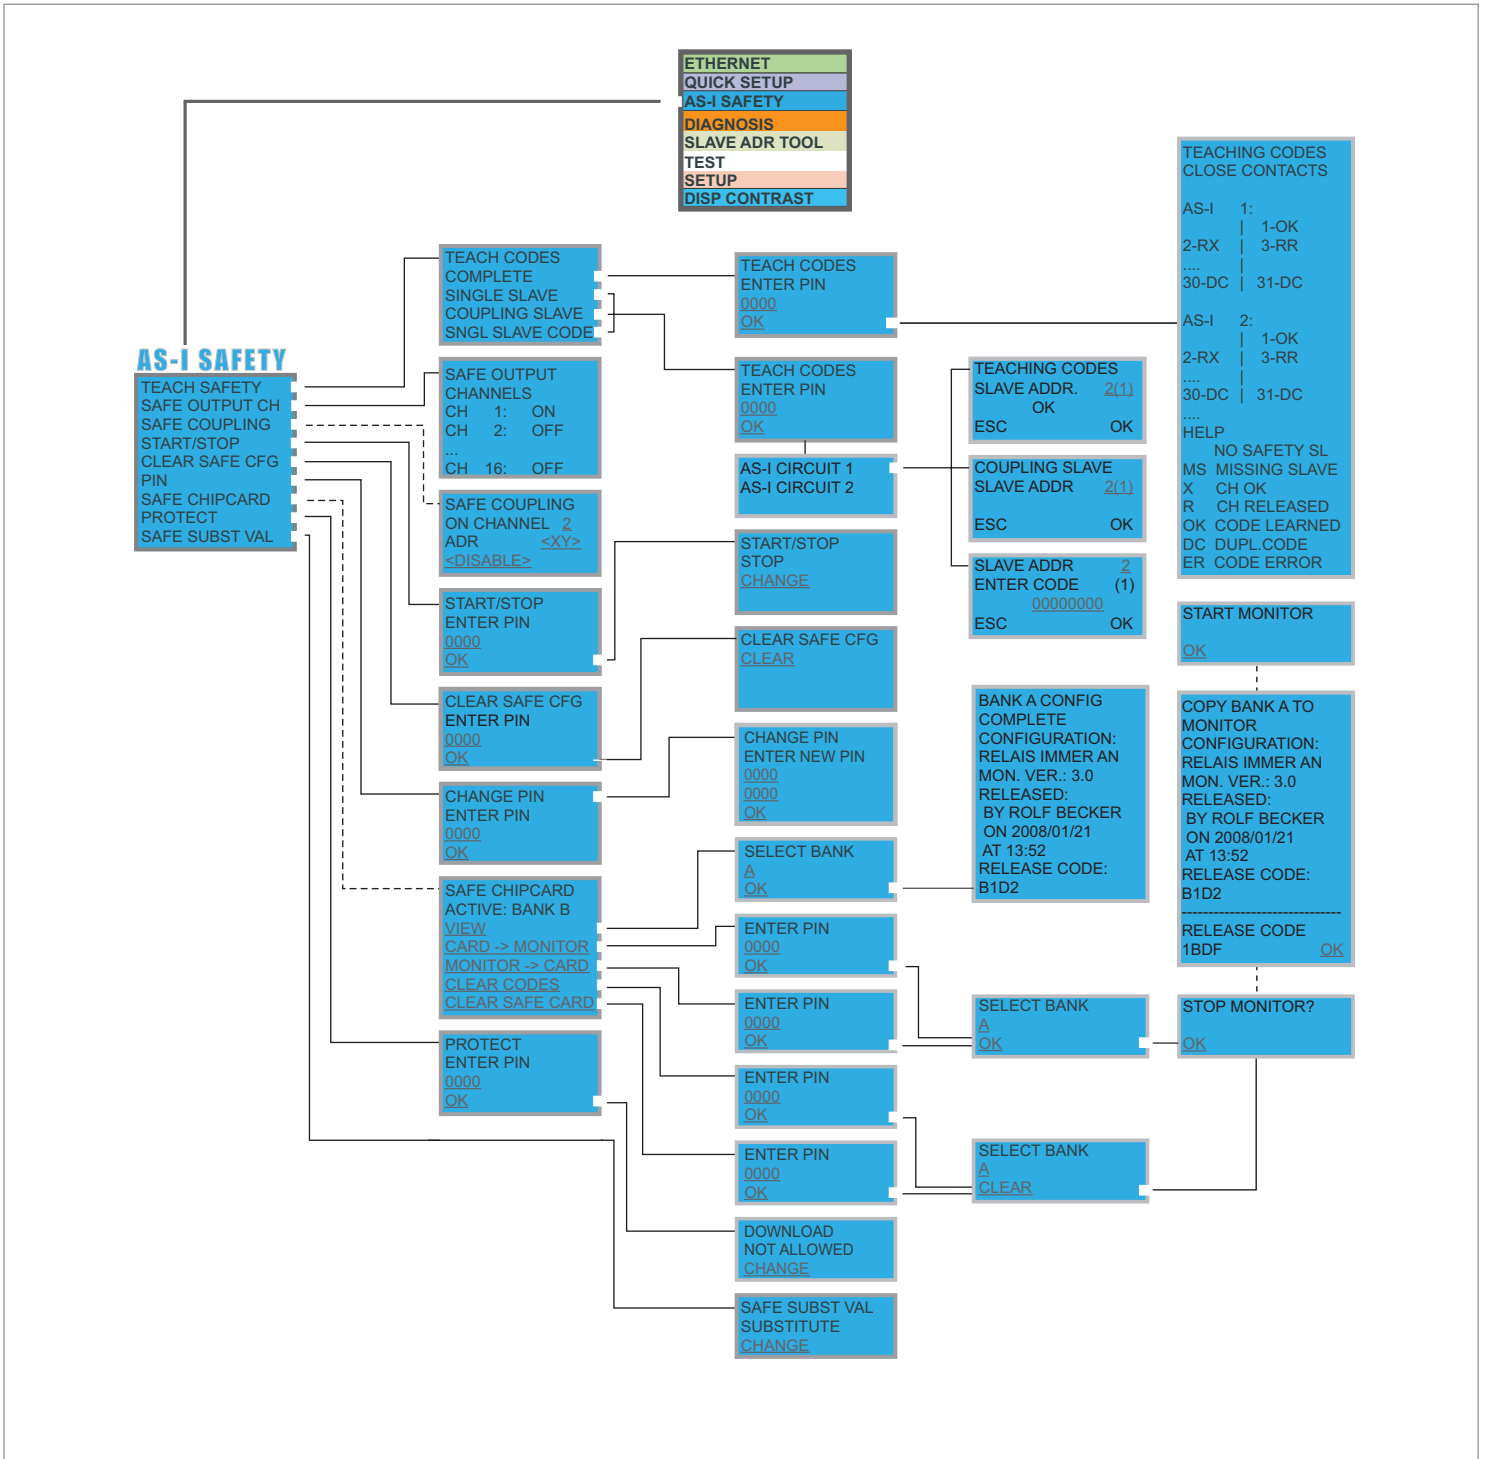 ETHERNET
QUICK SETUP
AS-I SAFETY
DIAGNOSIS
SLAVE ADR TOOL
TEST
SETUP
DISP CONTRAST
AS-I SAFETY
TEACH SAFETY
SAFE OUTPUT CH
SAFE COUPLING
START/STOP
CLEAR SAFE CFG
PIN
SAFE CHIPCARD
PROTECT
SAFE SUBST VAL
TEACH CODES
COMPLETE
SINGLE SLAVE
COUPLING SLAVE
SNGL SLAVE CODE
SAFE OUTPUT
CHANNELS
CH 1: ON
CH 2: OFF
...
CH 16: OFF
SAFE COUPLING
ON CHANNEL 2
ADR <XY>
<DISABLE>
START/STOP
ENTER PIN
0000
OK
CLEAR SAFE CFG
ENTER PIN
0000
OK
CHANGE PIN
ENTER PIN
0000
OK
SAFE CHIPCARD
ACTIVE: BANK B
VIEW
CARD -> MONITOR
MONITOR -> CARD
CLEAR CODES
CLEAR SAFE CARD
PROTECT
ENTER PIN
0000
OK
TEACH CODES
ENTER PIN
0000
OK
TEACH CODES
ENTER PIN
0000
OK
AS-I CIRCUIT 1
AS-I CIRCUIT 2
START/STOP
STOP
CHANGE
CLEAR SAFE CFG
CLEAR
CHANGE PIN
ENTER NEW PIN
0000
0000
OK
SELECT BANK
A
OK
ENTER PIN
0000
OK
ENTER PIN
0000
OK
ENTER PIN
0000
OK
ENTER PIN
0000
OK
DOWNLOAD
NOT ALLOWED
CHANGE
SAFE SUBST VAL
SUBSTITUTE
CHANGE
TEACHING CODES
SLAVE ADDR. 2(1)
OK
ESC OK
COUPLING SLAVE
SLAVE ADDR 2(1)
ESC OK
SLAVE ADDR 2
ENTER CODE (1)
00000000
ESC OK
BANK A CONFIG
COMPLETE
CONFIGURATION:
RELAIS IMMER AN
MON. VER.: 3.0
RELEASED:
BY ROLF BECKER
ON 2008/01/21
AT 13:52
RELEASE CODE:
B1D2
SELECT BANK
A
OK
SELECT BANK
A
CLEAR
TEACHING CODES
CLOSE CONTACTS
AS-I 1:
| 1-OK
2-RX | 3-RR
.... |
30-DC | 31-DC
AS-I 2:
| 1-OK
2-RX | 3-RR
.... |
30-DC | 31-DC
....
HELP
NO SAFETY SL
MS MISSING SLAVE
X CH OK
R CH RELEASED
OK CODE LEARNED
DC DUPL.CODE
ER CODE ERROR
START MONITOR
OK
COPY BANK A TO
MONITOR
CONFIGURATION:
RELAIS IMMER AN
MON. VER.: 3.0
RELEASED:
BY ROLF BECKER
ON 2008/01/21
AT 13:52
RELEASE CODE:
B1D2
------------------------------
RELEASE CODE
1BDF OK
STOP MONITOR?
OK